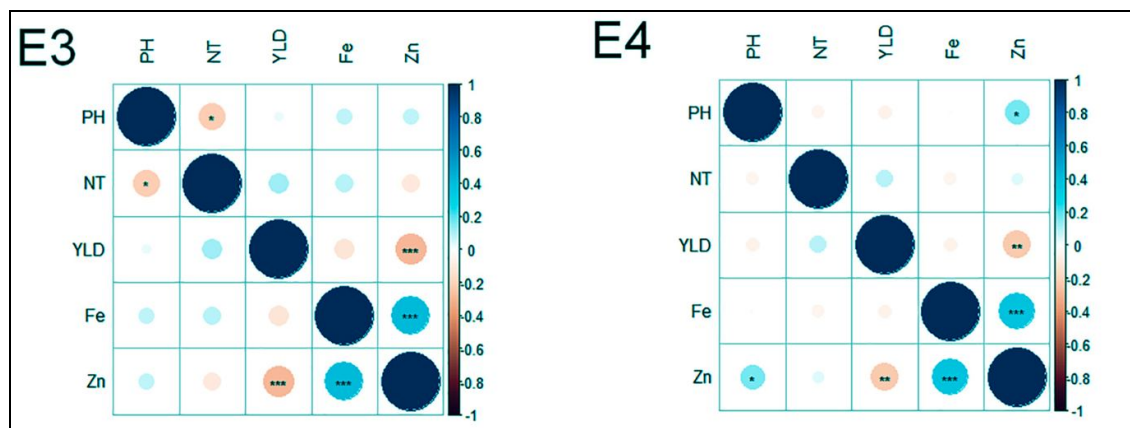 E3
PH NT YLD Fe Zn
PH *
NT *
YLD ***
Fe ***
Zn *** ***
1
0.8
0.6
0.4
0.2
0
-0.2
-0.4
-0.6
-0.8
-1
E4
PH NT YLD Fe Zn
PH *
NT
YLD **
Fe ***
Zn * ** ***
1
0.8
0.6
0.4
0.2
0
-0.2
-0.4
-0.6
-0.8
-1